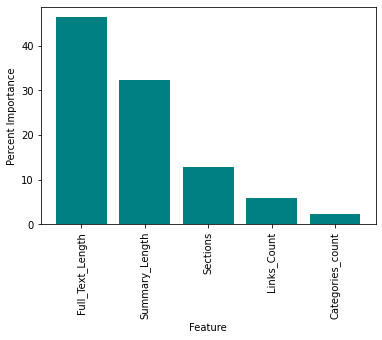 Percent Importance
40
30
20
10
0
Full_Text_Length
Summary_Length
Sections
Links_Count
Categories_count
Feature